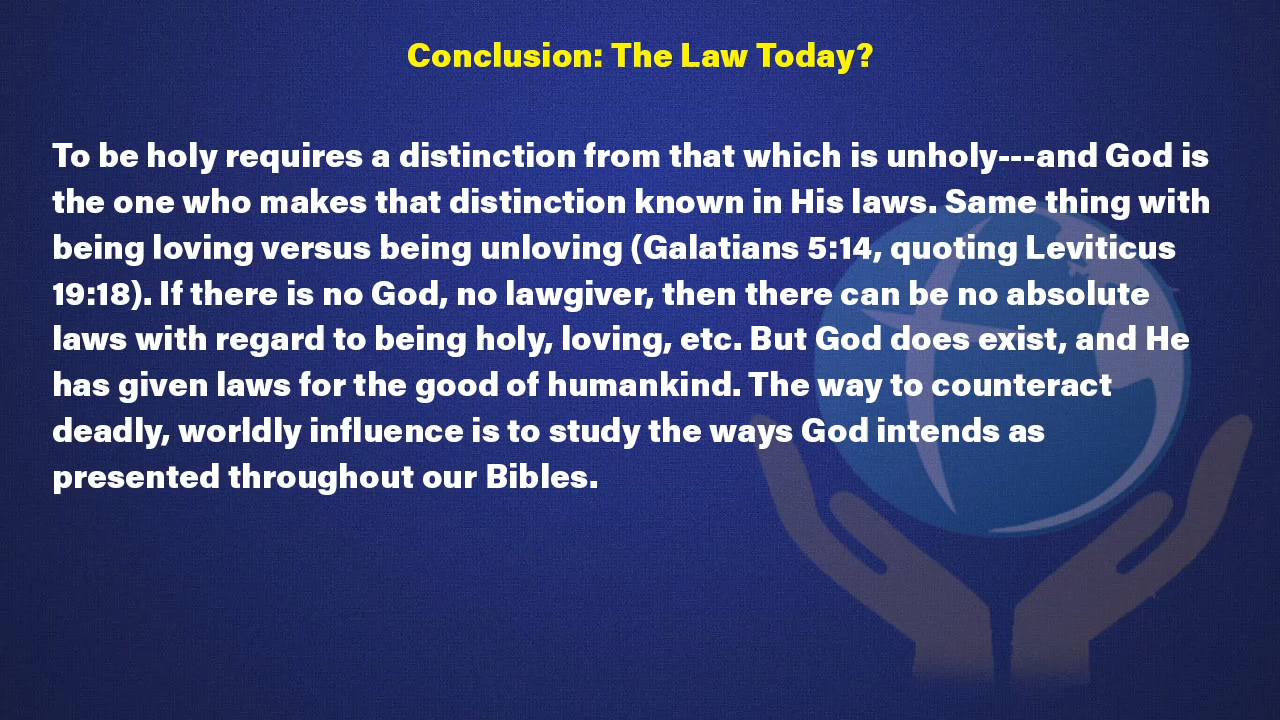 Conclusion: The Law Today?
To be holy requires a distinction from that which is unholy---and God is
the one who makes that distinction known in His laws. Same thing with
being loving versus being unloving (Galatians 5:14, quoting Leviticus
19:18). If there is no God, no lawgiver, then there can be no absolute
laws with regard to being holy, loving, etc. But God does exist, and He
has given laws for the good of humankind. The way to counteract
deadly, worldly influence is to study the ways God intends as
presented throughout our Bibles.